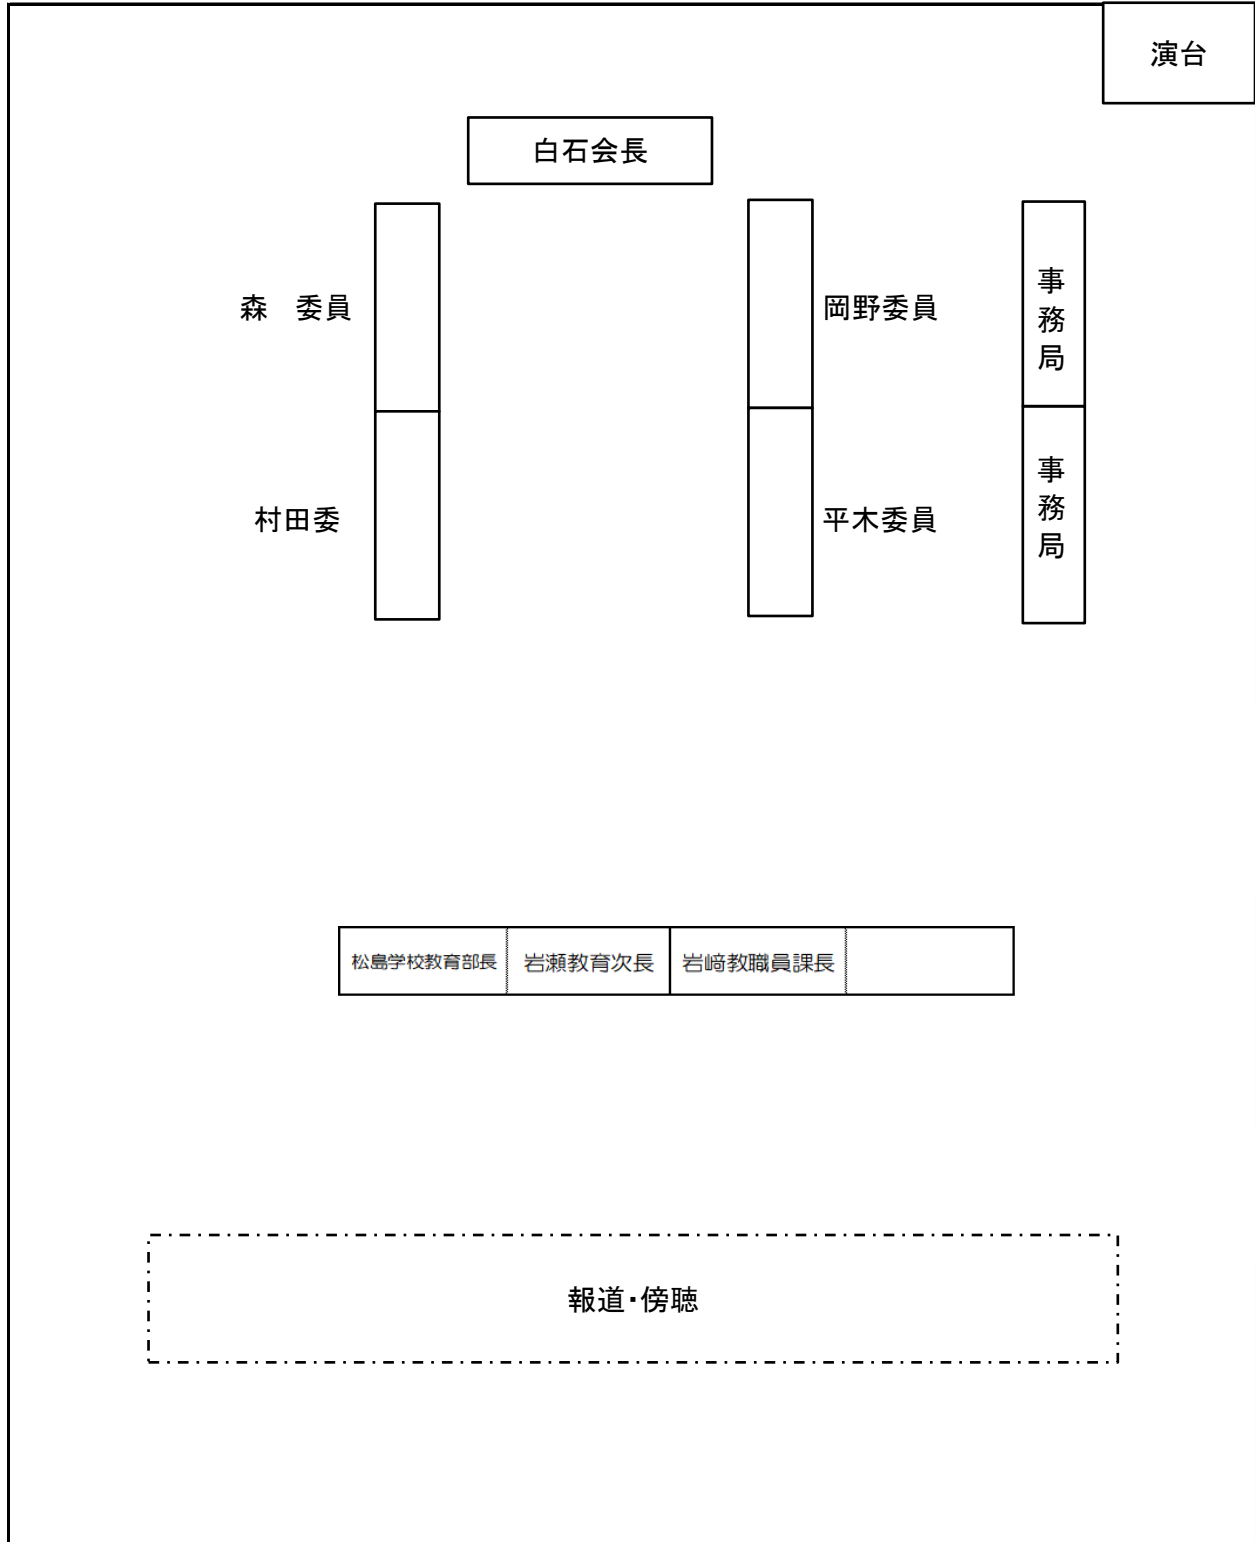 演台
白石会長
森　委員
岡野委員
事務局
村田委
平木委員
事務局
松島学校教育部長
岩瀬教育次長
岩﨑教職員課長
報道・傍聴